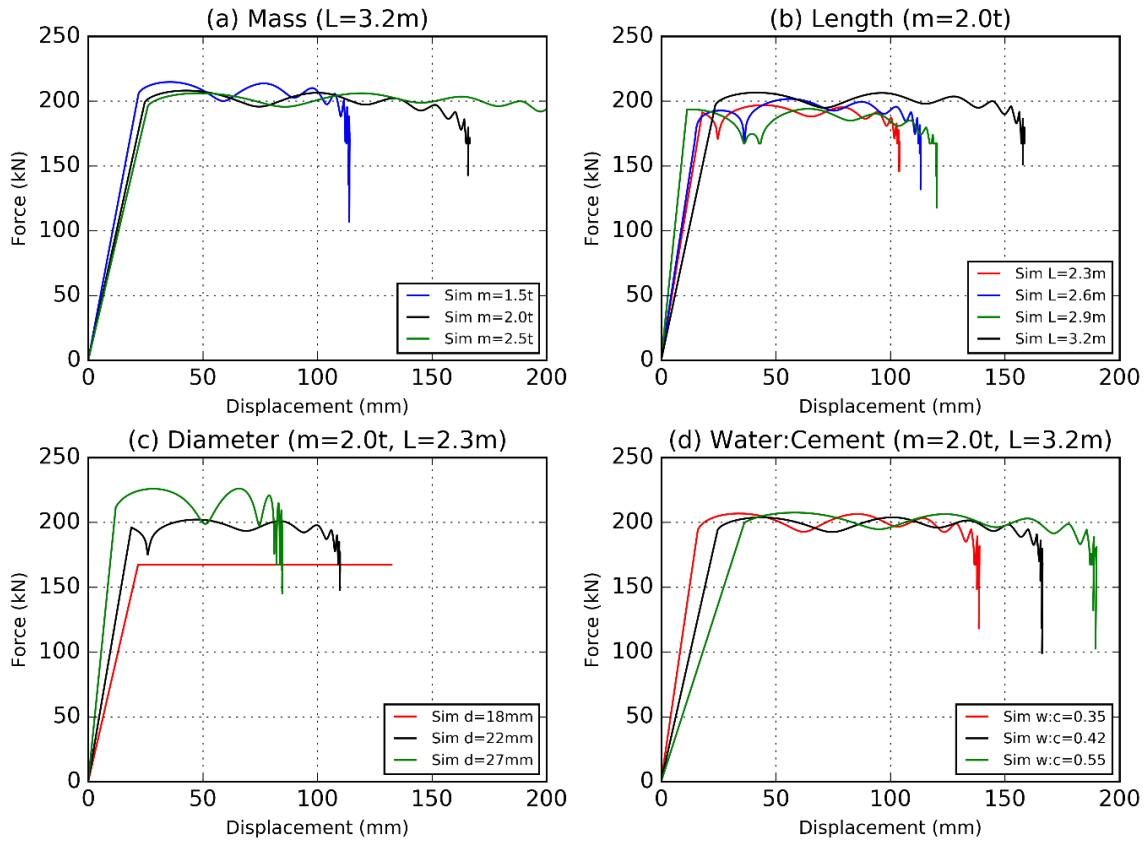 (a) Mass (L=3.2m)
250
200
150
100
50
0
Force (kN)
Sim m=1.5t
Sim m=2.0t
Sim m=2.5t
0 50 100 150 200
Displacement (mm)
(b) Length (m=2.0t)
250
200
150
100
50
0
Force (kN)
Sim L=2.3m
Sim L=2.6m
Sim L=2.9m
Sim L=3.2m
0 50 100 150 200
Displacement (mm)
(c) Diameter (m=2.0t, L=2.3m)
250
200
150
100
50
0
Force (kN)
Sim d=18mm
Sim d=22mm
Sim d=27mm
0 50 100 150 200
Displacement (mm)
(d) Water:Cement (m=2.0t, L=3.2m)
250
200
150
100
50
0
Force (kN)
Sim w:c=0.35
Sim w:c=0.42
Sim w:c=0.55
0 50 100 150 200
Displacement (mm)